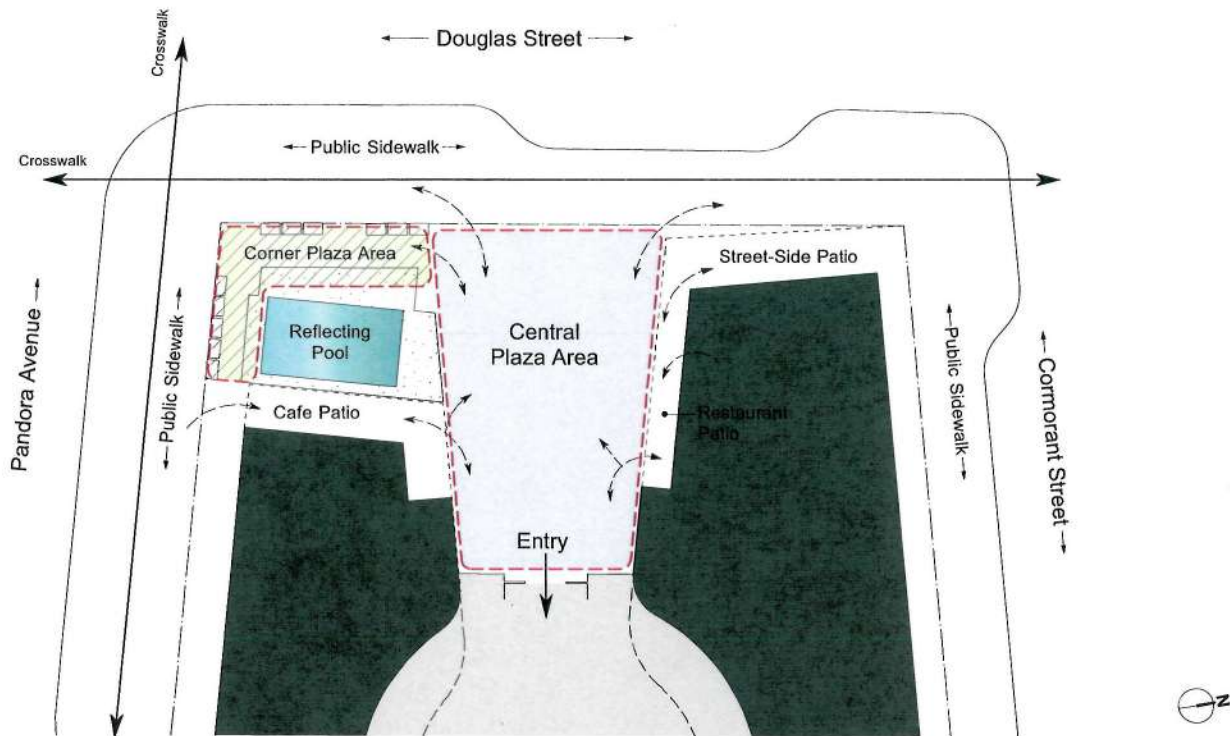 Douglas Street
Crosswalk
Public Sidewalk
Crosswalk
Corner Plaza Area
Street-Side Patio
Reflecting
Pool
Central
Plaza Area
Pandora Avenue
Public Sidewalk
Public Sidewalk
Cormorant Street
Cafe Patio
Restaurant
Patio
Entry
N